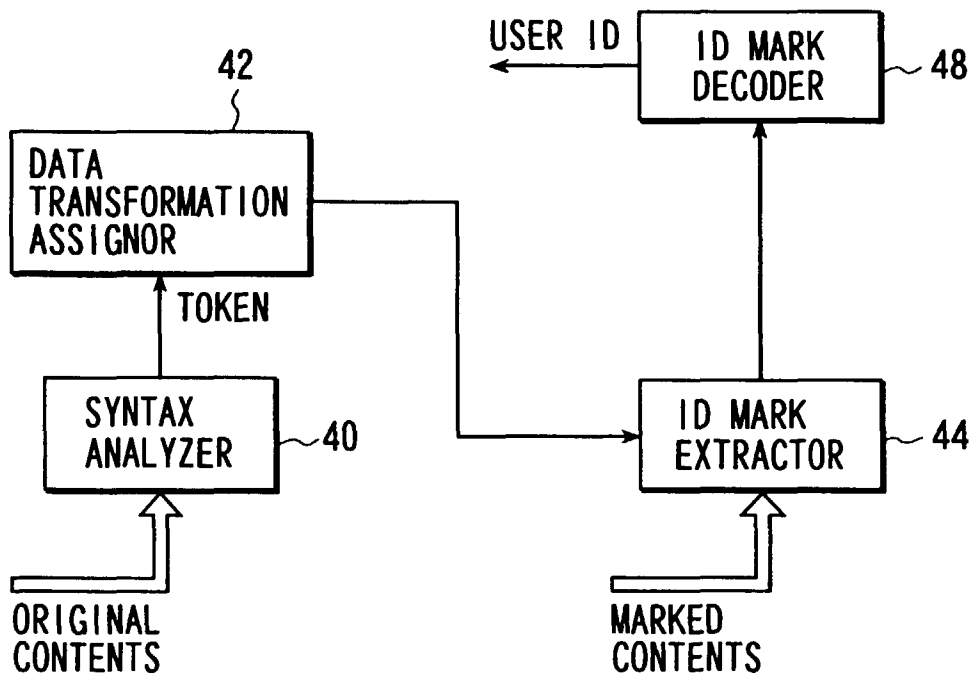 USER ID
ID MARK
DECODER
48
42
DATA
TRANSFORMATION
ASSIGNOR
TOKEN
SYNTAX
ANALYZER
40
ID MARK
EXTRACTOR
44
ORIGINAL
CONTENTS
MARKED
CONTENTS